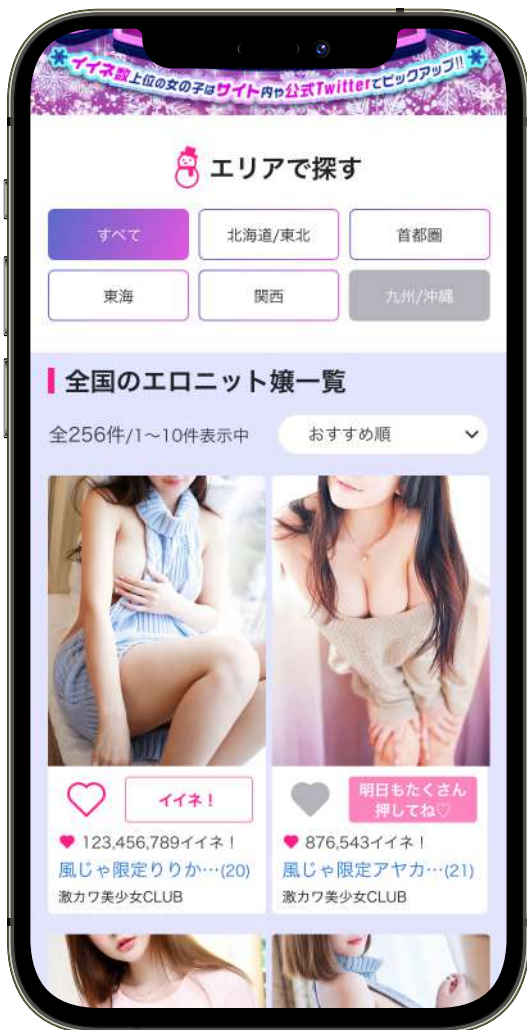 イイネ数上位の女の子はサイト内や公式Twitterでピックアップ!!
エリアで探す
すべて
北海道/東北
首都圏
東海
関西
九州/沖縄
全国のエロニット嬢一覧
全256件/1〜10件表示中
おすすめ順
イイネ！
明日もたくさん
押してね♡
123,456,789イイネ！
876,543イイネ！
風じゃ限定りりか…(20)
風じゃ限定アヤカ…(21)
激カワ美少女CLUB
激カワ美少女CLUB